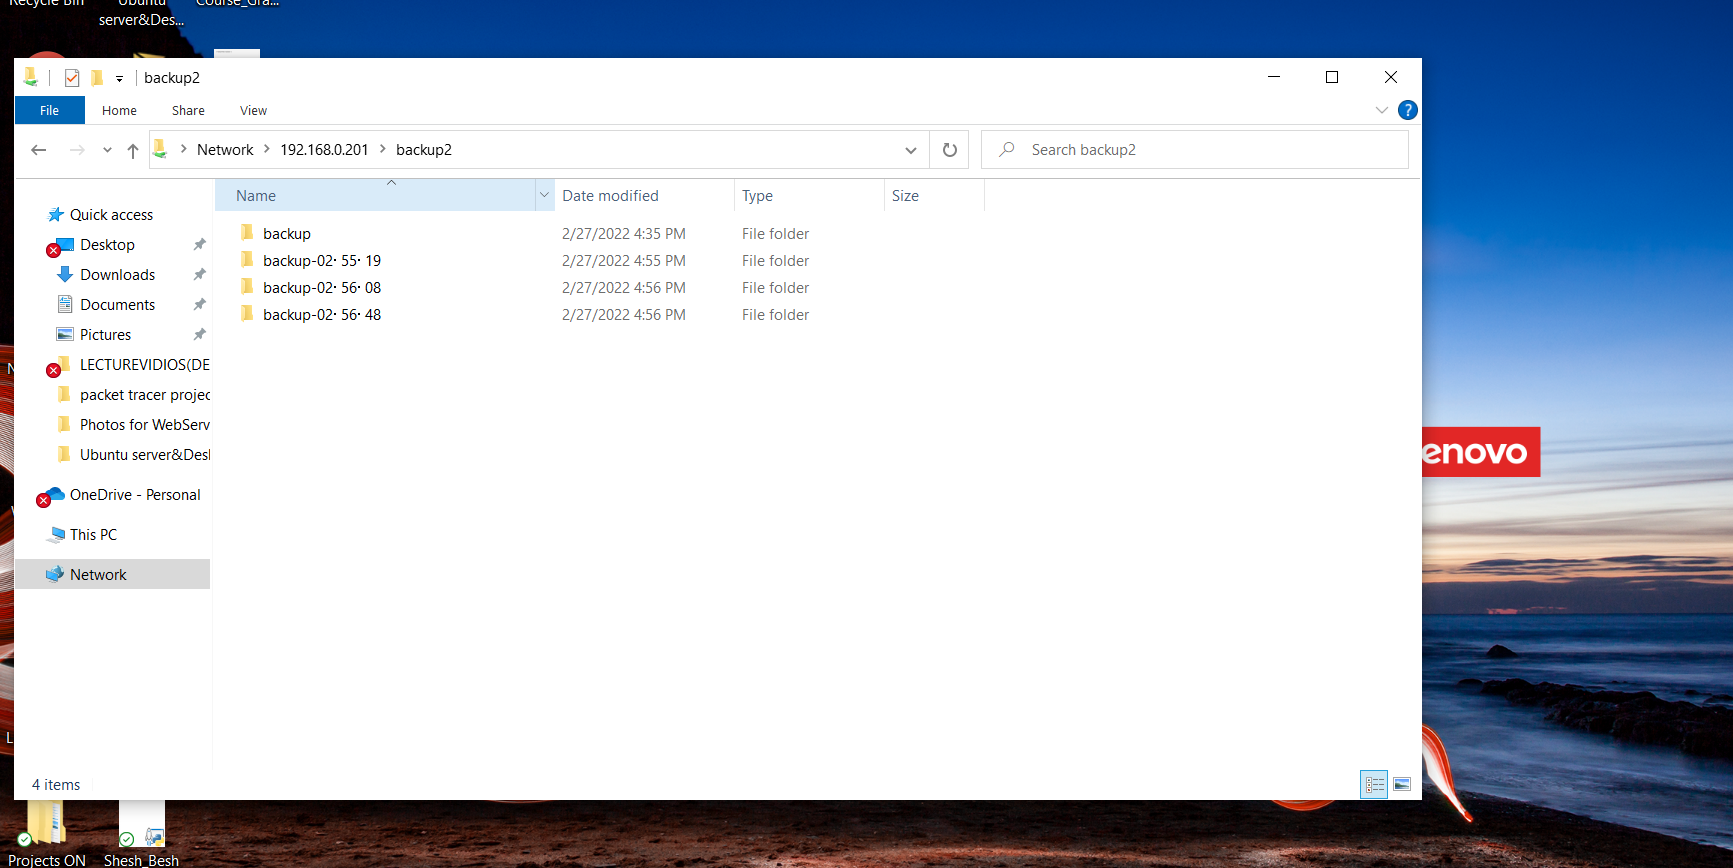 Recycle Bin
Ubuntu
server&Des...
Course_Gra...
backup2
File Home Share View
Network 192.168.0.201 backup2
Search backup2
Name Date modified Type Size
Quick access
Desktop
Downloads
Documents
Pictures
LECTUREVIDIOS(DE
packet tracer projec
Photos for WebServ
Ubuntu server&Desl
OneDrive - Personal
This PC
Network
backup 2/27/2022 4:35 PM File folder
backup-02· 55· 19 2/27/2022 4:55 PM File folder
backup-02· 56· 08 2/27/2022 4:56 PM File folder
backup-02· 56· 48 2/27/2022 4:56 PM File folder
4 items
enovo
Projects ON
Shesh_Besh